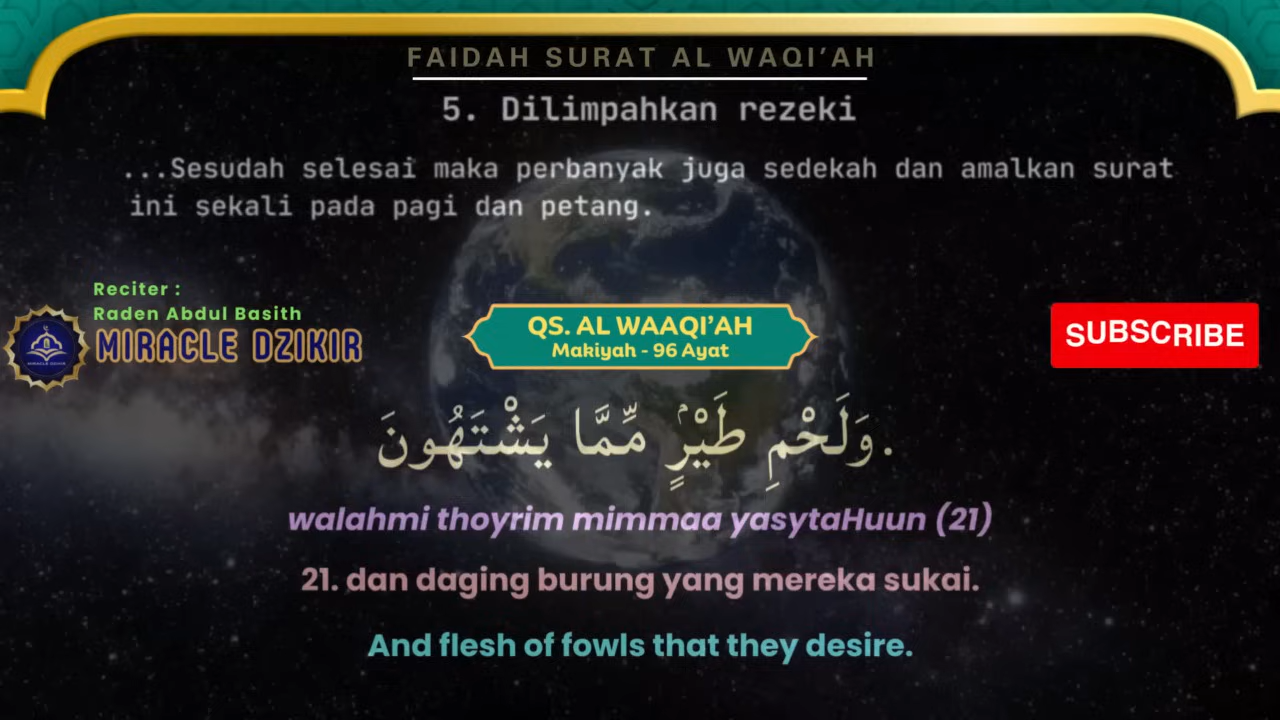 FAIDAH SURAT AL WAQI'AH
5. Dilimpahkan rezeki
...Sesudah selesai maka perbanyak juga sedekah dan amalkan surat
ini sekali pada pagi dan petang.
Reciter :
Raden Abdul Basith
MIRACLE DZIKIR
MIRACLE DZIKIR
QS. AL WAAQI'AH
Makiyah - 96 Ayat
SUBSCRIBE
وَلَحْمِ طَيْرٍۢ مِّمَّا يَشْتَهُونَ.
walahmi thoyrim mimmaa yasytaHuun (21)
21. dan daging burung yang mereka sukai.
And flesh of fowls that they desire.